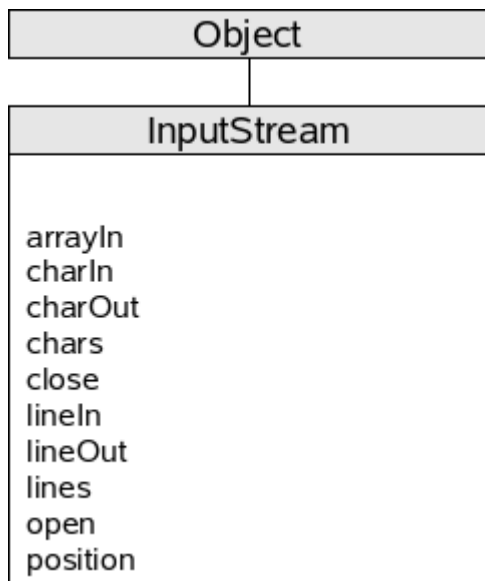 Object
InputStream
arrayIn
charIn
charOut
chars
close
lineIn
lineOut
lines
open
position